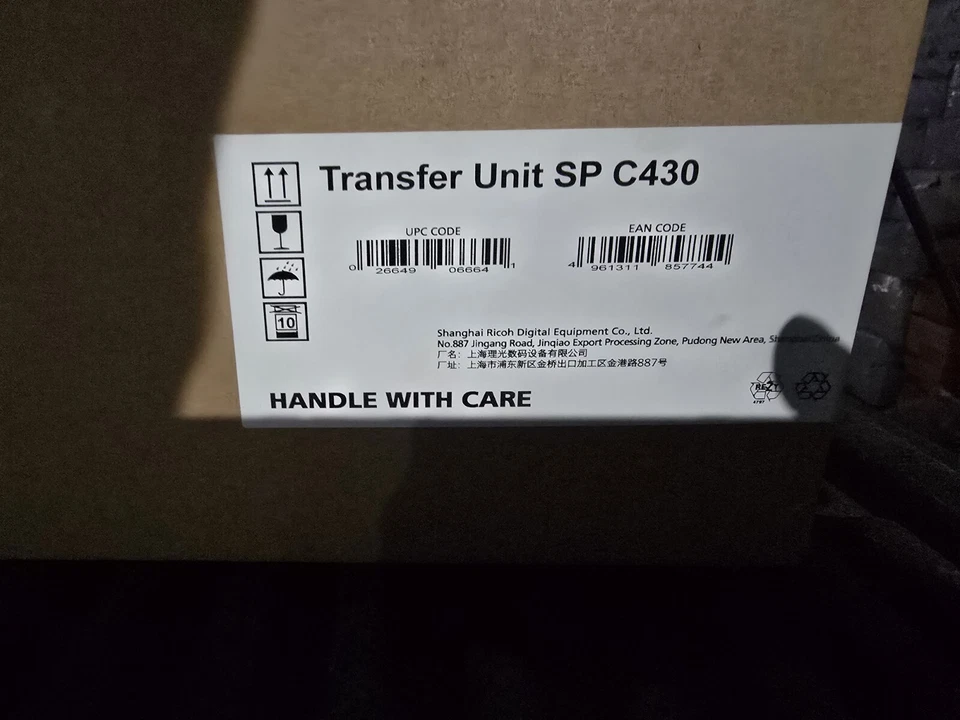 Transfer Unit SP C430
UPC CODE
0 26649 06664 1
EAN CODE
4 961311 857744
10
Shanghai Ricoh Digital Equipment Co., Ltd.
No.887 Jingang Road, Jinqiao Export Processing Zone, Pudong New Area, Shanghai, China
厂名：上海理光数码设备有限公司
厂址：上海市浦东新区金桥出口加工区金港路887号
HANDLE WITH CARE
REZY